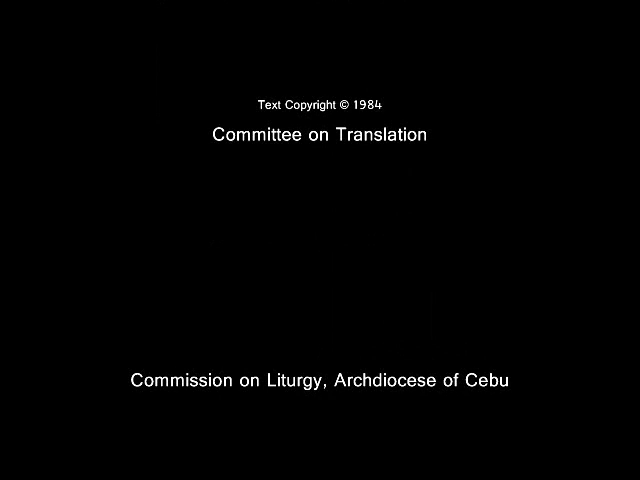 Text Copyright © 1984
Committee on Translation
Commission on Liturgy, Archdiocese of Cebu